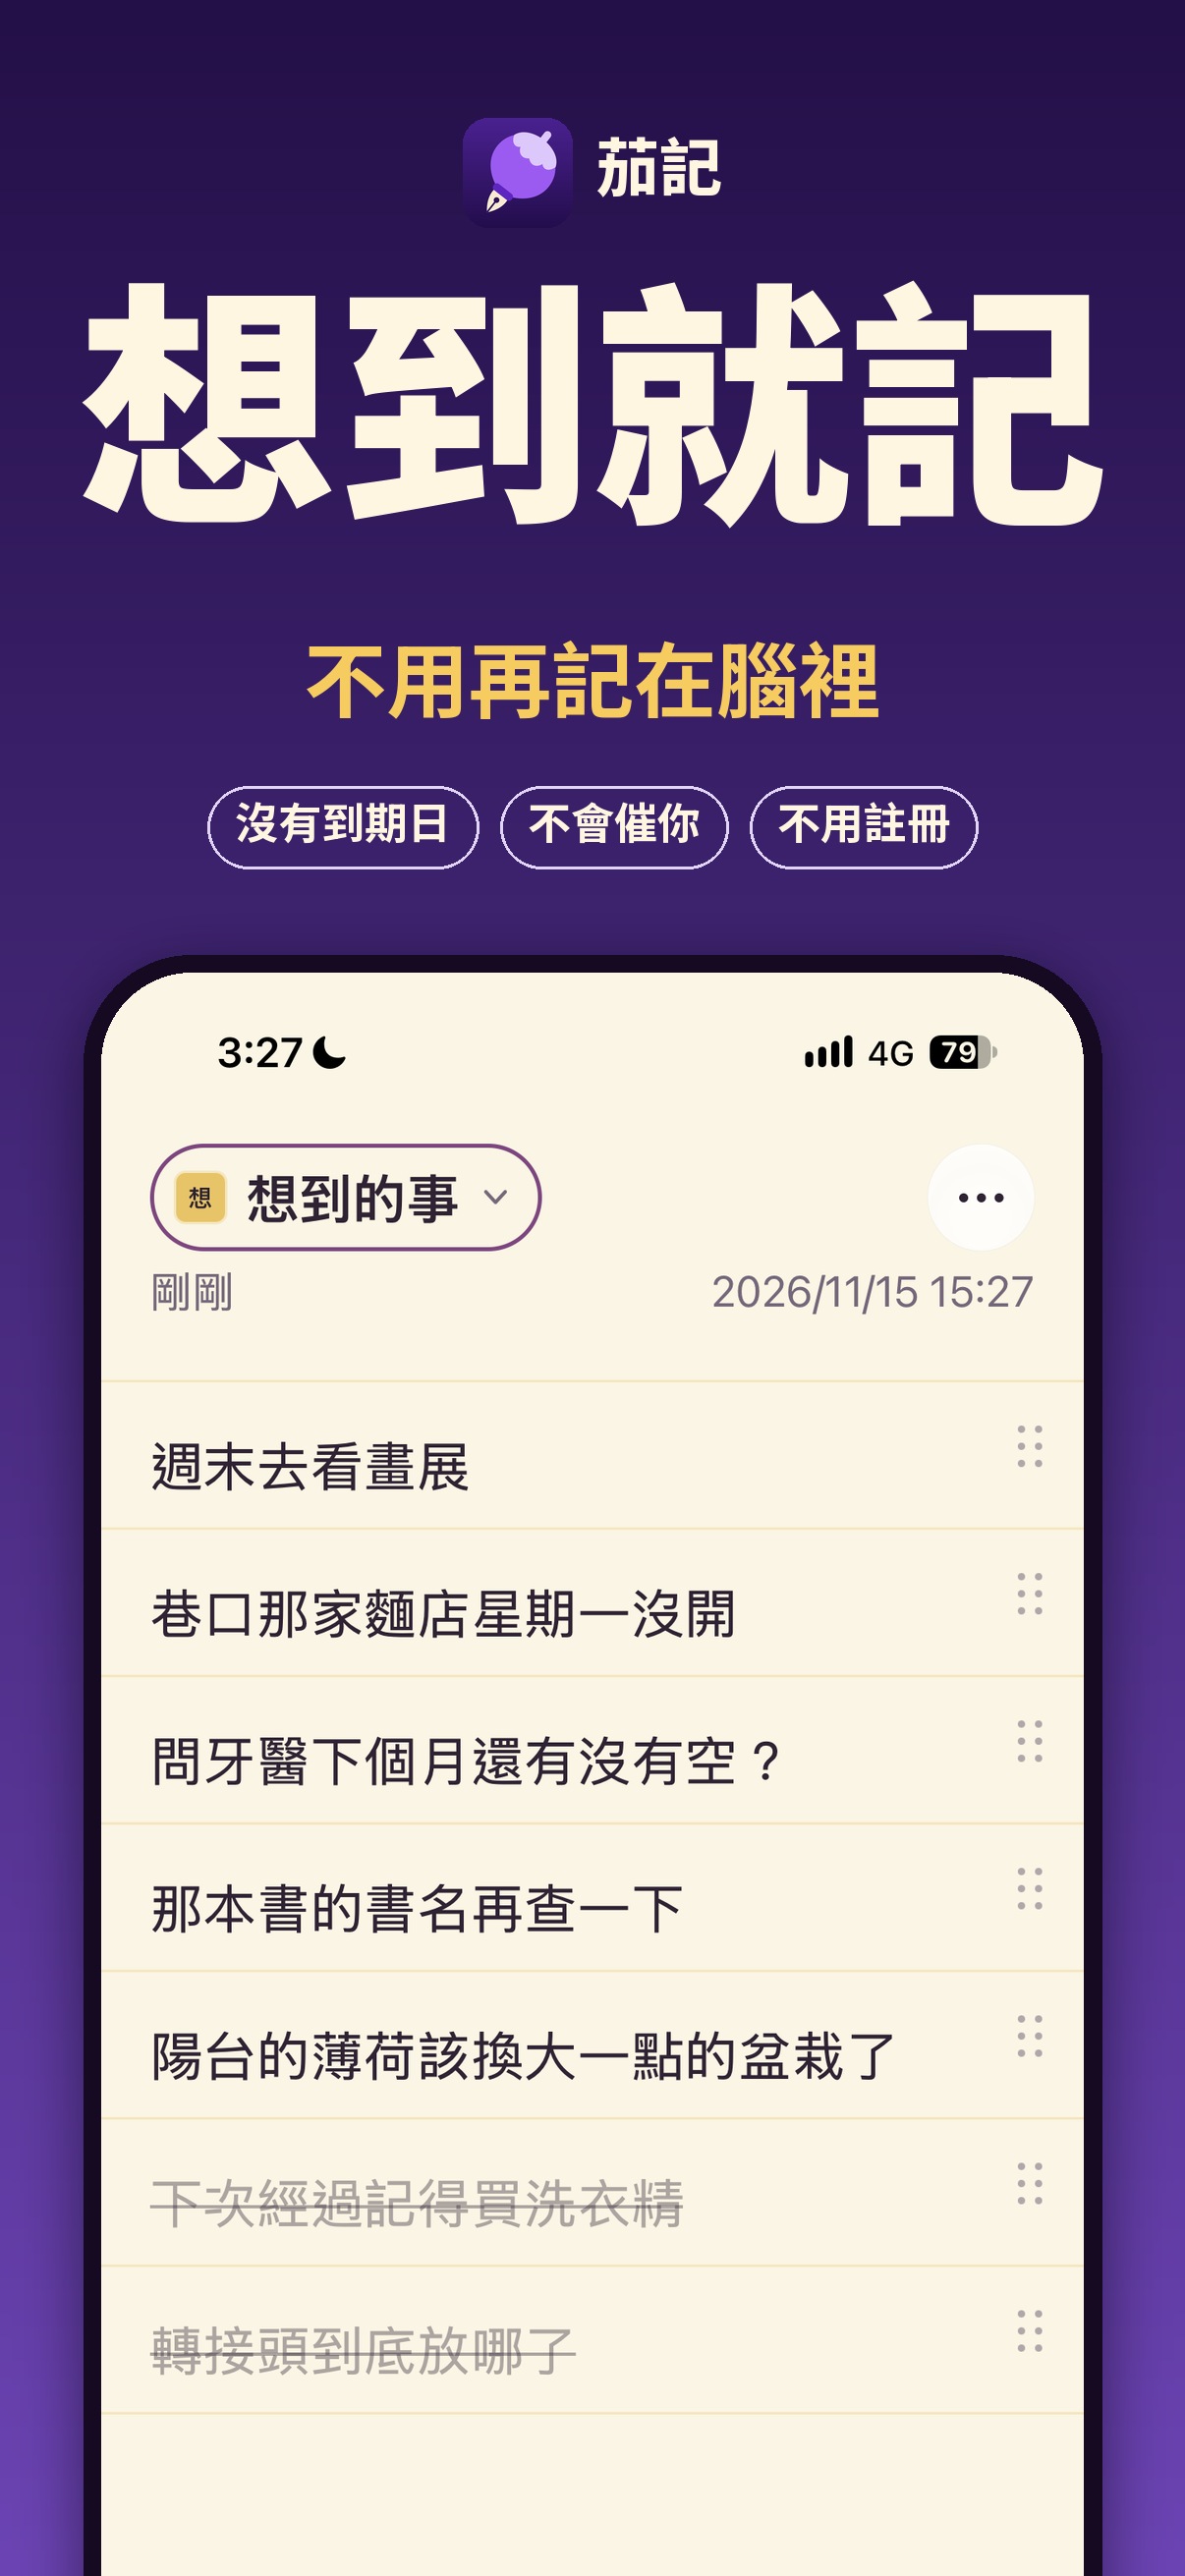 茄記
想到就記
不用再記在腦裡
沒有到期日 不會催你 不用註冊
3:27 4G 79
想 想到的事
剛剛 2026/11/15 15:27
週末去看畫展
巷口那家麵店星期一沒開
問牙醫下個月還有沒有空？
那本書的書名再查一下
陽台的薄荷該換大一點的盆栽了
下次經過記得買洗衣精
轉接頭到底放哪了